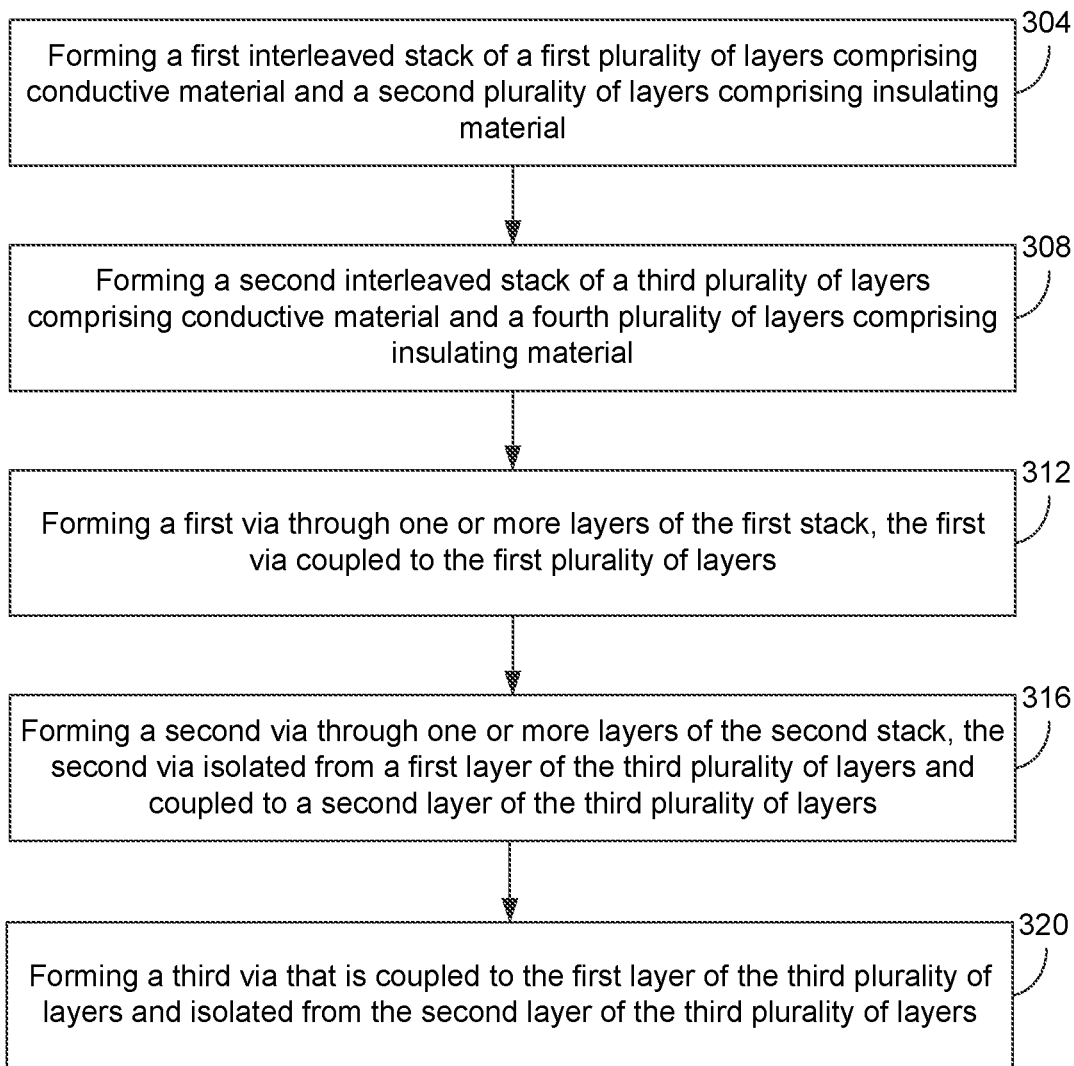 304
Forming a first interleaved stack of a first plurality of layers comprising
conductive material and a second plurality of layers comprising insulating
material
308
Forming a second interleaved stack of a third plurality of layers
comprising conductive material and a fourth plurality of layers comprising
insulating material
312
Forming a first via through one or more layers of the first stack, the first
via coupled to the first plurality of layers
316
Forming a second via through one or more layers of the second stack, the
second via isolated from a first layer of the third plurality of layers and
coupled to a second layer of the third plurality of layers
320
Forming a third via that is coupled to the first layer of the third plurality of
layers and isolated from the second layer of the third plurality of layers